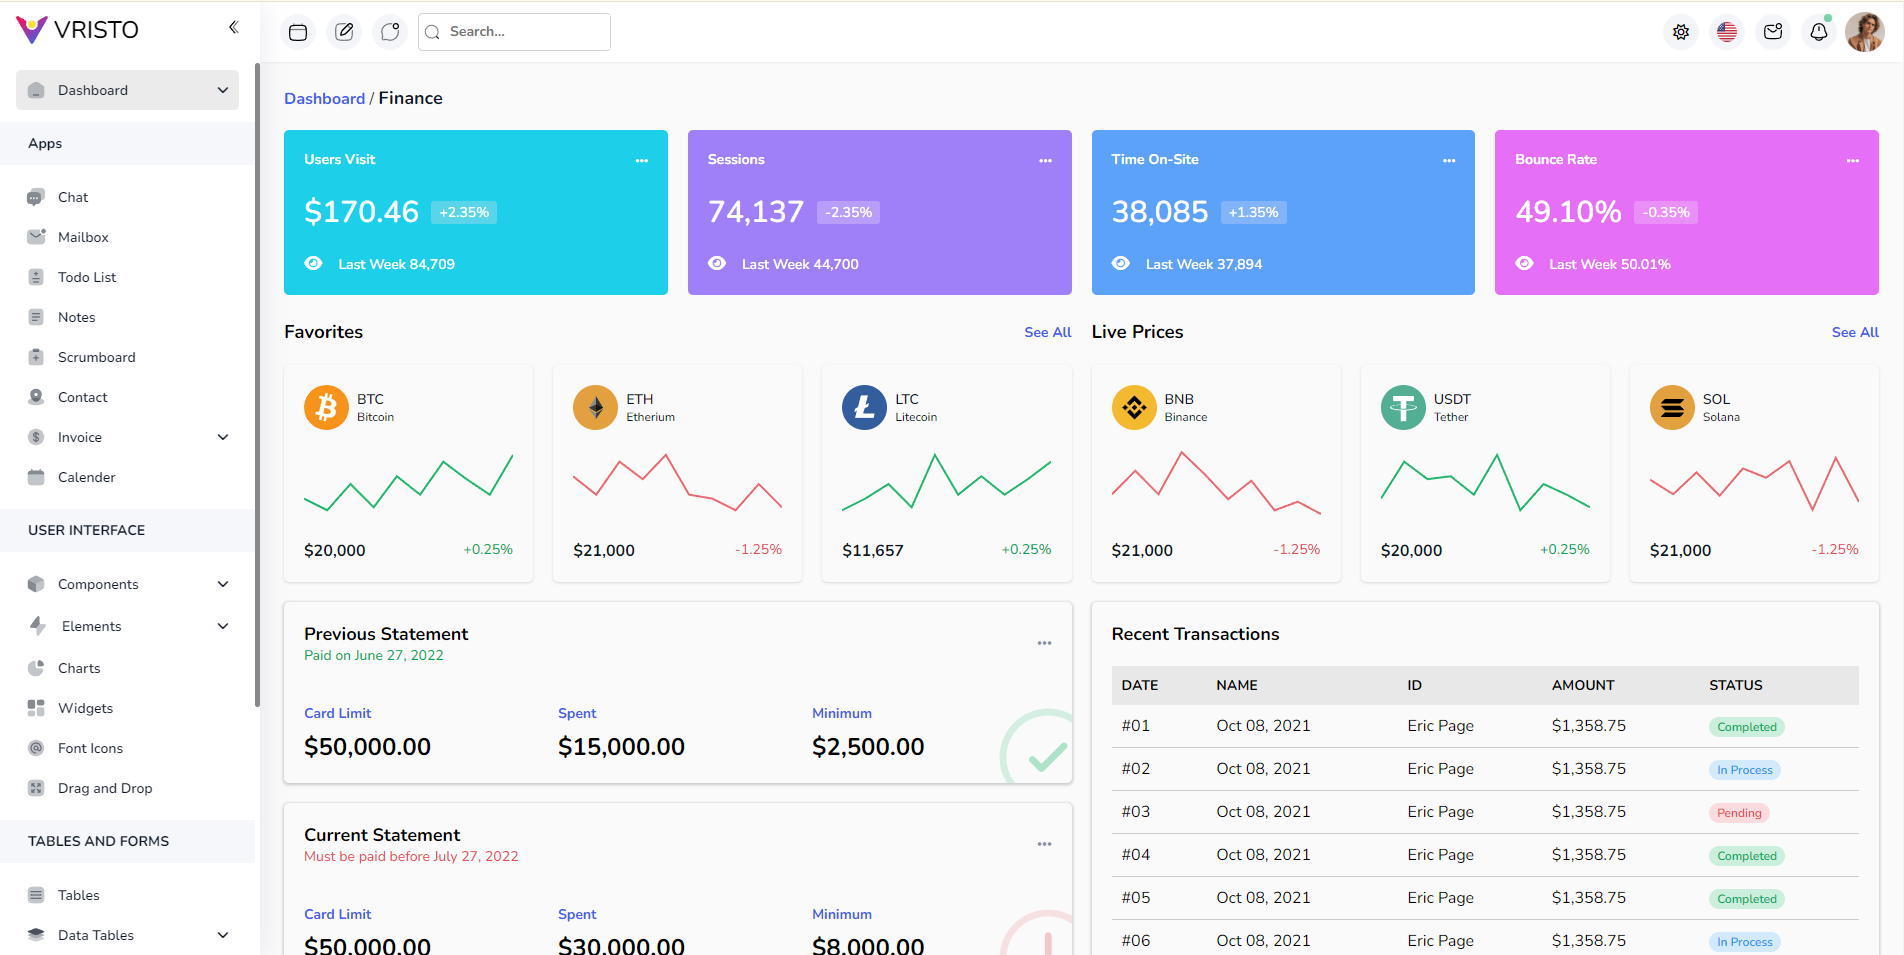 VRISTO
Search...
Dashboard
Apps
Chat
Mailbox
Todo List
Notes
Scrumboard
Contact
Invoice
Calender
USER INTERFACE
Components
Elements
Charts
Widgets
Font Icons
Drag and Drop
TABLES AND FORMS
Tables
Data Tables
Dashboard / Finance
Users Visit
$170.46 +2.35%
Last Week 84,709
Sessions
74,137 -2.35%
Last Week 44,700
Time On-Site
38,085 +1.35%
Last Week 37,894
Bounce Rate
49.10% -0.35%
Last Week 50.01%
Favorites See All
BTC
Bitcoin
$20,000 +0.25%
ETH
Etherium
$21,000 -1.25%
LTC
Litecoin
$11,657 +0.25%
Live Prices See All
BNB
Binance
$21,000 -1.25%
USDT
Tether
$20,000 +0.25%
SOL
Solana
$21,000 -1.25%
Previous Statement
Paid on June 27, 2022
Card Limit Spent Minimum
$50,000.00 $15,000.00 $2,500.00
Current Statement
Must be paid before July 27, 2022
Card Limit Spent Minimum
$50,000.00 $30,000.00 $8,000.00
Recent Transactions
DATE NAME ID AMOUNT STATUS
#01 Oct 08, 2021 Eric Page $1,358.75 Completed
#02 Oct 08, 2021 Eric Page $1,358.75 In Process
#03 Oct 08, 2021 Eric Page $1,358.75 Pending
#04 Oct 08, 2021 Eric Page $1,358.75 Completed
#05 Oct 08, 2021 Eric Page $1,358.75 Completed
#06 Oct 08, 2021 Eric Page $1,358.75 In Process